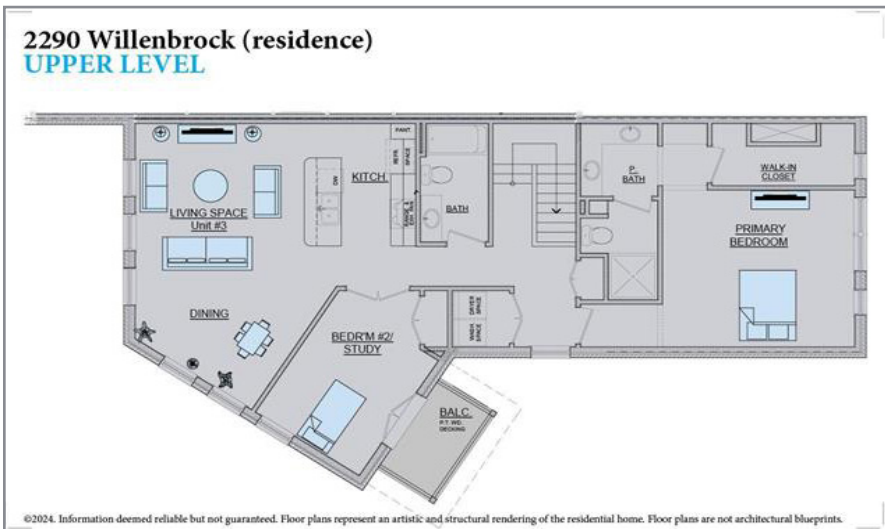 2290 Willenbrock (residence)
UPPER LEVEL
PANT.
REFR.
SPACE
KITCH.
DW
LIVING SPACE
Unit #3
BATH
P.
BATH
WALK-IN
CLOSET
PRIMARY
BEDROOM
DINING
BEDR'M #2/
STUDY
DRYER
SPACE
WASH
SPACE
BALC.
P.T. WD.
DECKING
©2024. Information deemed reliable but not guaranteed. Floor plans represent an artistic and structural rendering of the residential home. Floor plans are not architectural blueprints.